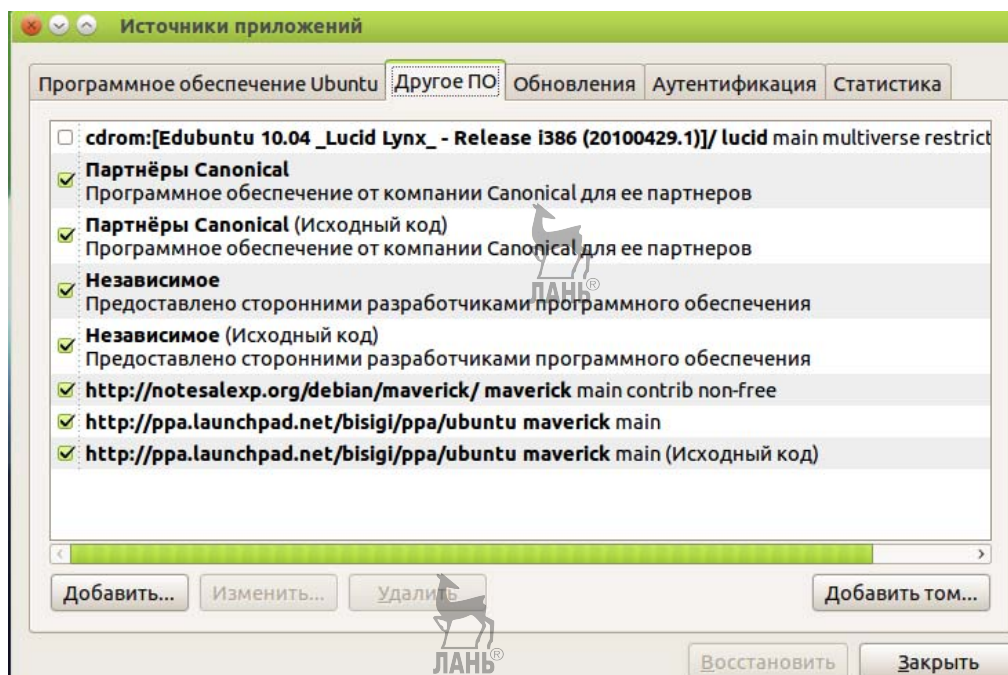 Источники приложений
Программное обеспечение Ubuntu Другое ПО Обновления Аутентификация Статистика
cdrom:[Edubuntu 10.04 _Lucid Lynx_ - Release i386 (20100429.1)]/ lucid main multiverse restrict
Партнёры Canonical
Программное обеспечение от компании Canonical для ее партнеров
Партнёры Canonical (Исходный код)
Программное обеспечение от компании Canonical для ее партнеров
Независимое
Предоставлено сторонними разработчиками программного обеспечения
ЛАНЬ®
Независимое (Исходный код)
Предоставлено сторонними разработчиками программного обеспечения
http://notesalexp.org/debian/maverick/ maverick main contrib non-free
http://ppa.launchpad.net/bisigi/ppa/ubuntu maverick main
http://ppa.launchpad.net/bisigi/ppa/ubuntu maverick main (Исходный код)
Добавить... Изменить... Удалить Добавить том...
ЛАНЬ®
Восстановить Закрыть